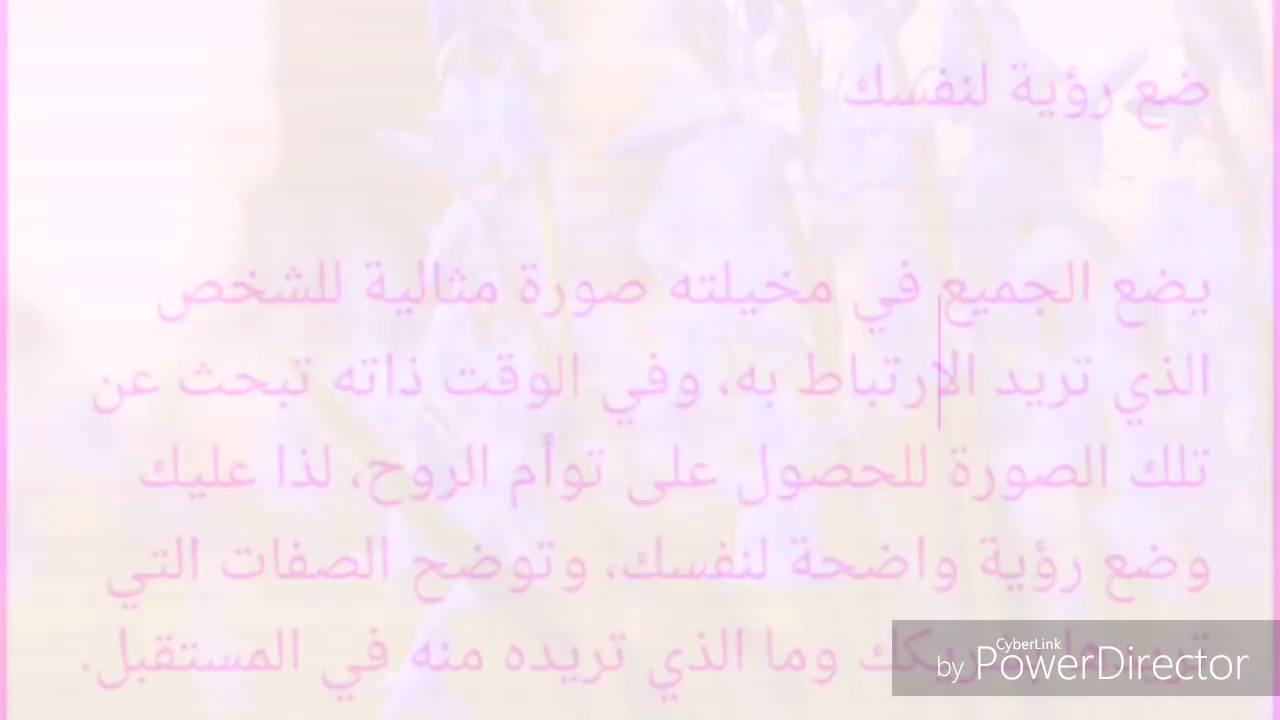 ضع رؤية لنفسك
يضع الجميع في مخيلته صورة مثالية للشخص
الذي تريد الارتباط به، وفي الوقت ذاته تبحث عن
تلك الصورة للحصول على توأم الروح، لذا عليك
وضع رؤية واضحة لنفسك، وتوضح الصفات التي
وما الذي تريده منه في المستقبل.
CyberLink
by PowerDirector